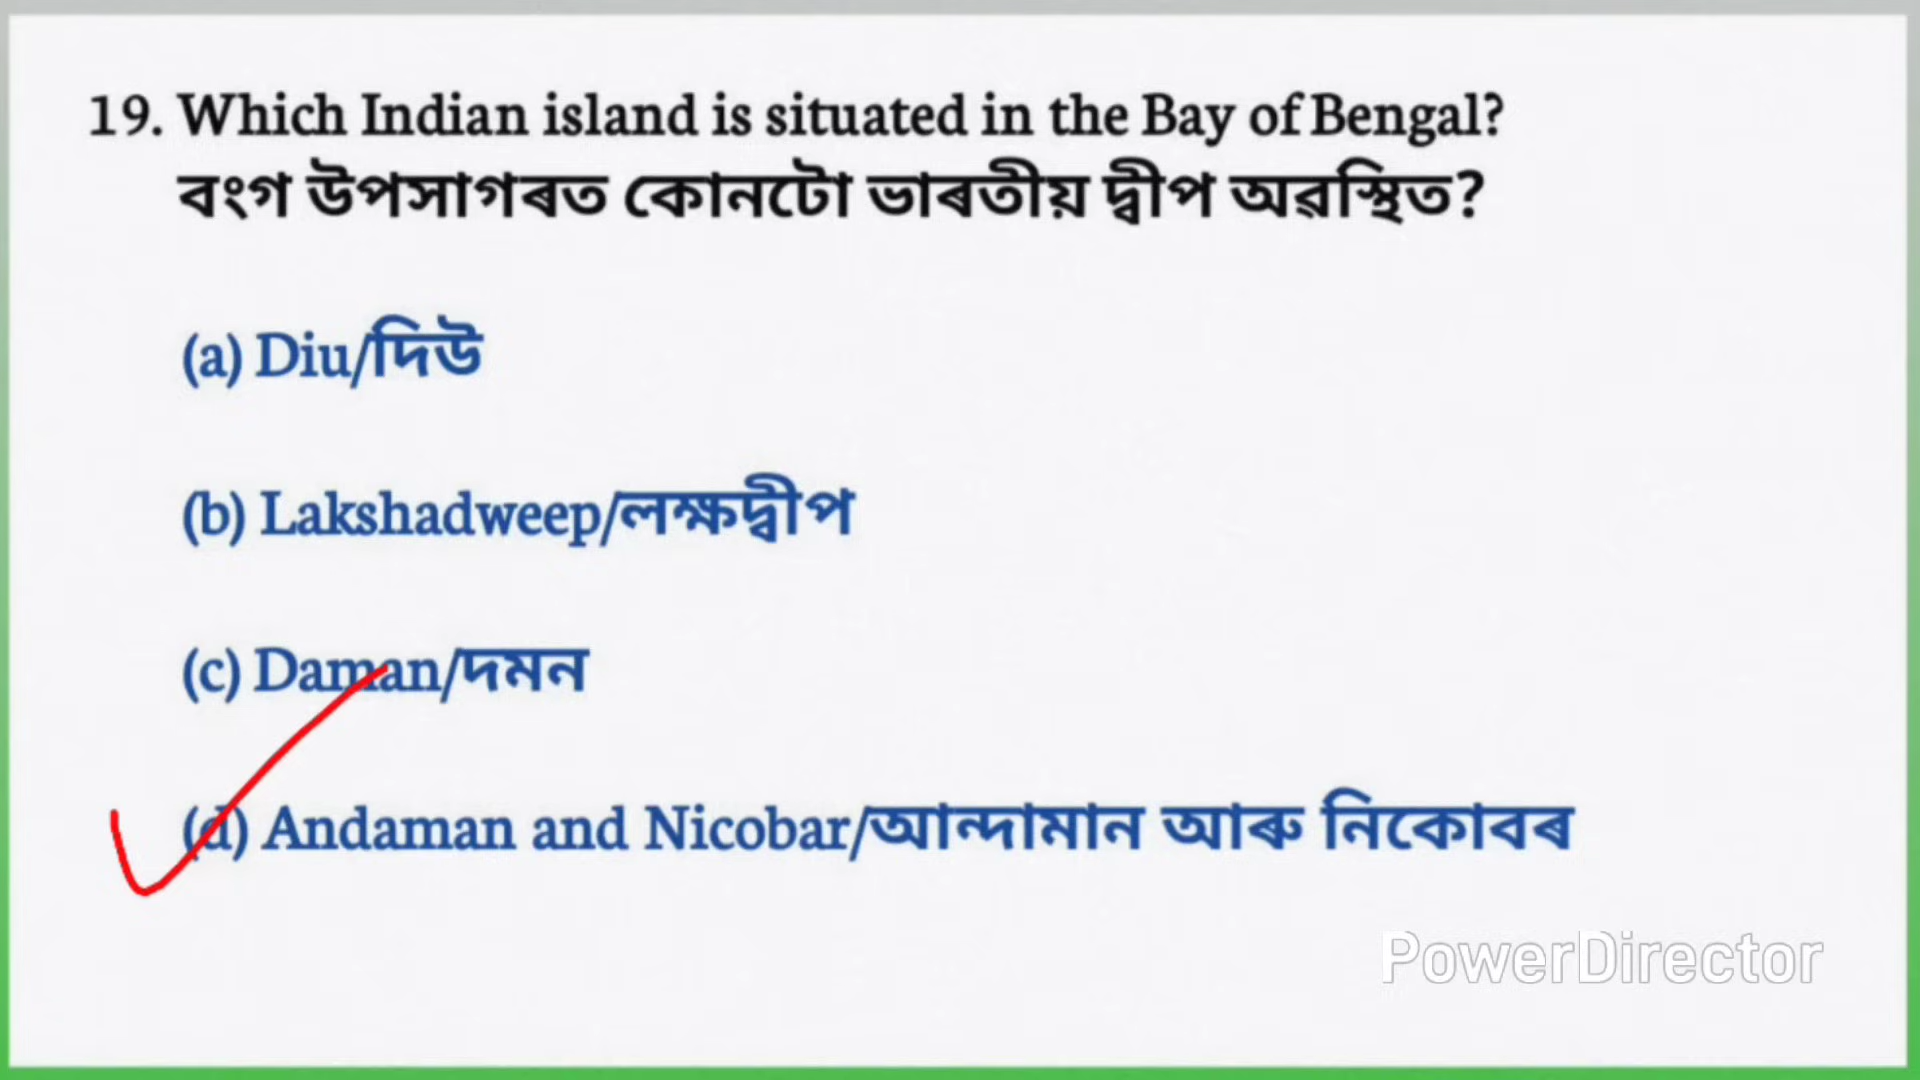 19. Which Indian island is situated in the Bay of Bengal?
বংগ উপসাগৰত কোনটো ভাৰতীয় দ্বীপ অৱস্থিত?
(a) Diu/দিউ
(b) Lakshadweep/লক্ষদ্বীপ
(c) Daman/দমন
(d) Andaman and Nicobar/আন্দামান আৰু নিকোবৰ
PowerDirector